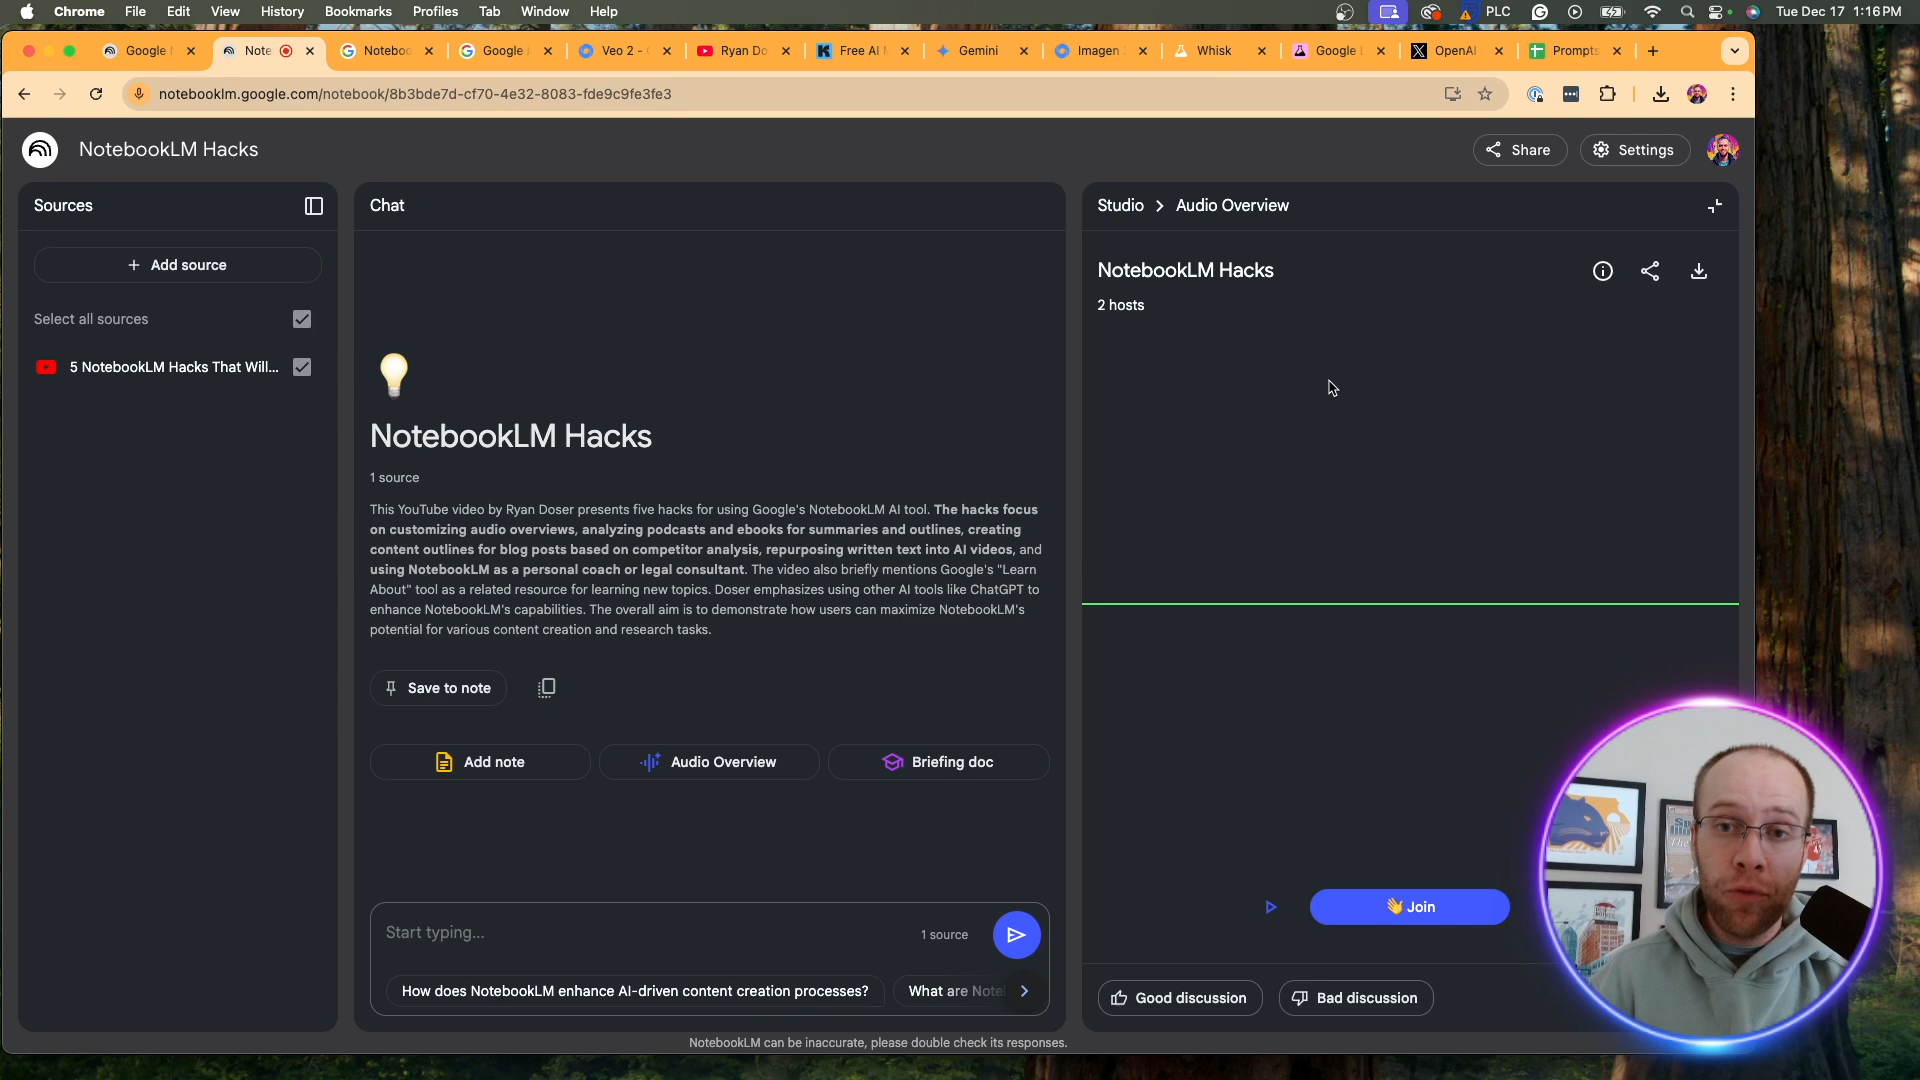 Chrome File Edit View History Bookmarks Profiles Tab Window Help
PLC
Tue Dec 17 1:16 PM
Google
Note
Noteboo
Google
Veo 2 -
Ryan Do
Free AI
Gemini
Imagen
Whisk
Google
OpenAI
Prompts
notebooklm.google.com/notebook/8b3bde7d-cf70-4e32-8083-fde9c9fe3fe3
NotebookLM Hacks
Share
Settings
Sources
Add source
Select all sources
5 NotebookLM Hacks That Will...
Chat
NotebookLM Hacks
1 source
This YouTube video by Ryan Doser presents five hacks for using Google's NotebookLM AI tool. The hacks focus
on customizing audio overviews, analyzing podcasts and ebooks for summaries and outlines, creating
content outlines for blog posts based on competitor analysis, repurposing written text into AI videos, and
using NotebookLM as a personal coach or legal consultant. The video also briefly mentions Google's "Learn
About" tool as a related resource for learning new topics. Doser emphasizes using other AI tools like ChatGPT to
enhance NotebookLM's capabilities. The overall aim is to demonstrate how users can maximize NotebookLM's
potential for various content creation and research tasks.
Save to note
Add note
Audio Overview
Briefing doc
Start typing...
1 source
How does NotebookLM enhance AI-driven content creation processes?
What are Note
Studio > Audio Overview
NotebookLM Hacks
2 hosts
Join
Good discussion
Bad discussion
NotebookLM can be inaccurate, please double check its responses.